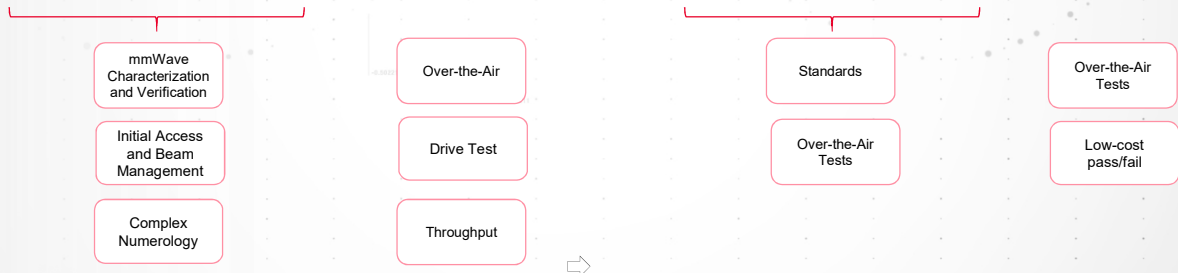 mmWave
Characterization
and Verification
Initial Access
and Beam
Management
Complex
Numerology
Over-the-Air
Drive Test
Throughput
Standards
Over-the-Air
Tests
Over-the-Air
Tests
Low-cost
pass/fail